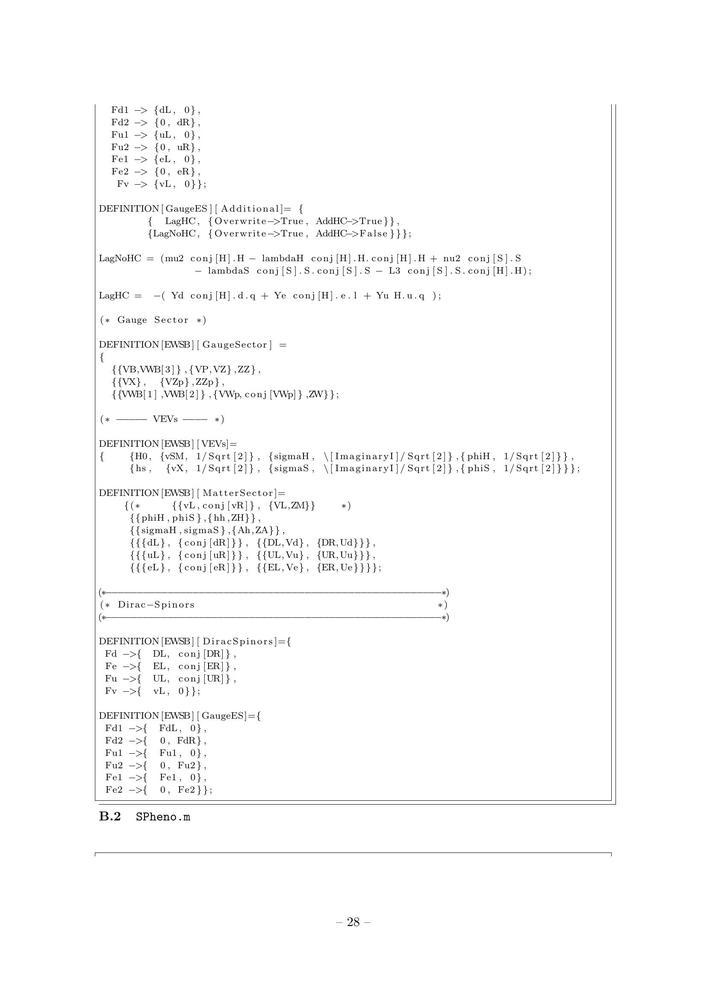 Fd1 -> {dL, 0},
Fd2 -> {0, dR},
Fu1 -> {uL, 0},
Fu2 -> {0, uR},
Fe1 -> {eL, 0},
Fe2 -> {0, eR},
Fv -> {vL, 0}};
DEFINITION[GaugeES][Additional]= {
{ LagHC, {Overwrite->True, AddHC->True}},
{LagNoHC, {Overwrite->True, AddHC->False}}};
LagNoHC = (mu2 conj[H].H - lambdaH conj[H].H.conj[H].H + nu2 conj[S].S
- lambdaS conj[S].S.conj[S].S - L3 conj[S].S.conj[H].H);
LagHC = -( Yd conj[H].d.q + Ye conj[H].e.l + Yu H.u.q );
(* Gauge Sector *)
DEFINITION[EWSB][GaugeSector] =
{
{{VB,VWB[3]},{VP,VZ},ZZ},
{{VX}, {VZp},ZZp},
{{VWB[1],VWB[2]},{VWp,conj[VWp]},ZW}};
(* ----- VEVs ---- *)
DEFINITION[EWSB][VEVs]=
{ {H0, {vSM, 1/Sqrt[2]}, {sigmaH, \[ImaginaryI]/Sqrt[2]},{phiH, 1/Sqrt[2]}},
{hs, {vX, 1/Sqrt[2]}, {sigmaS, \[ImaginaryI]/Sqrt[2]},{phiS, 1/Sqrt[2]}}};
DEFINITION[EWSB][MatterSector]=
{(* {{vL,conj[vR]}, {VL,ZM}} *)
{{phiH,phiS},{hh,ZH}},
{{sigmaH,sigmaS},{Ah,ZA}},
{{{dL}, {conj[dR]}}, {{DL,Vd}, {DR,Ud}}},
{{{uL}, {conj[uR]}}, {{UL,Vu}, {UR,Uu}}},
{{{eL}, {conj[eR]}}, {{EL,Ve}, {ER,Ue}}}};
(*------------------------------------------------------*)
(* Dirac-Spinors *)
(*------------------------------------------------------*)
DEFINITION[EWSB][DiracSpinors]={
Fd ->{ DL, conj[DR]},
Fe ->{ EL, conj[ER]},
Fu ->{ UL, conj[UR]},
Fv ->{ vL, 0}};
DEFINITION[EWSB][GaugeES]={
Fd1 ->{ FdL, 0},
Fd2 ->{ 0, FdR},
Fu1 ->{ Fu1, 0},
Fu2 ->{ 0, Fu2},
Fe1 ->{ Fe1, 0},
Fe2 ->{ 0, Fe2}};
B.2 SPheno.m
– 28 –